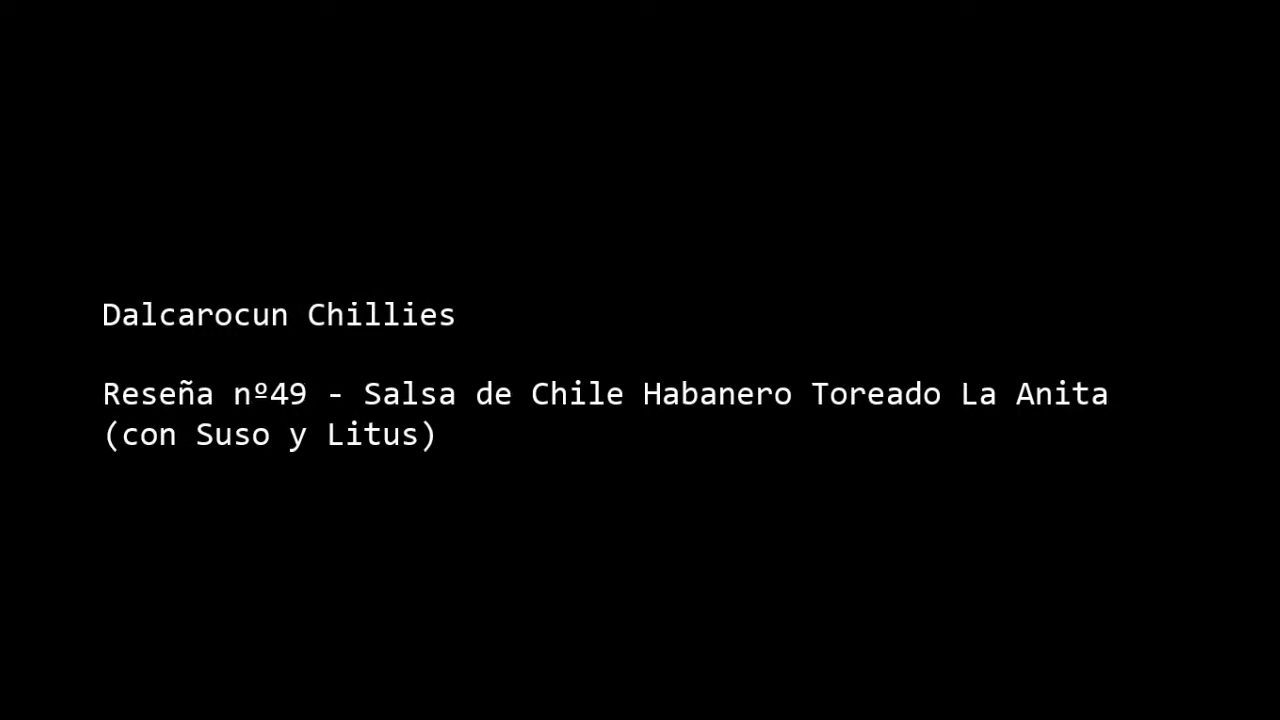 Dalcarocun Chillies
Reseña nº49 - Salsa de Chile Habanero Toreado La Anita
(con Suso y Litus)